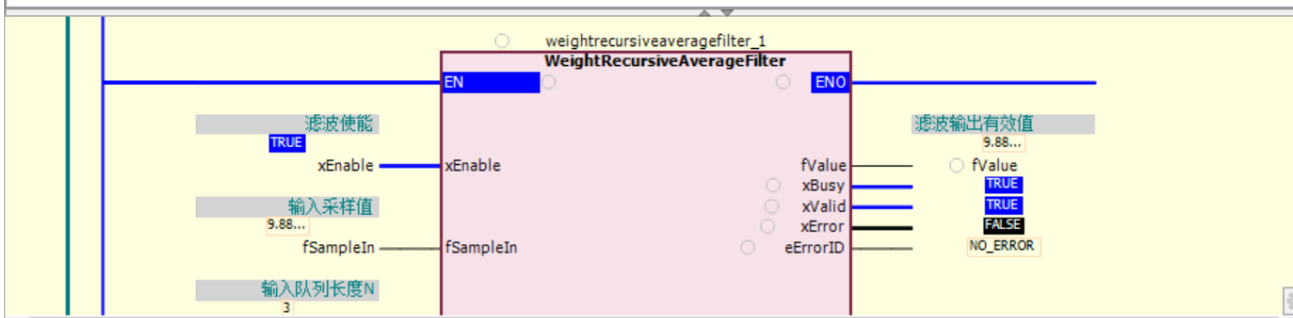 weightrecursiveaveragefilter_1
WeightRecursiveAverageFilter
EN ENO
滤波使能 滤波输出有效值
TRUE 9.88...
xEnable xEnable fValue fValue
xBusy TRUE
输入采样值 xValid TRUE
9.88... xError FALSE
fSampleIn fSampleIn eErrorID NO_ERROR
输入队列长度N
3